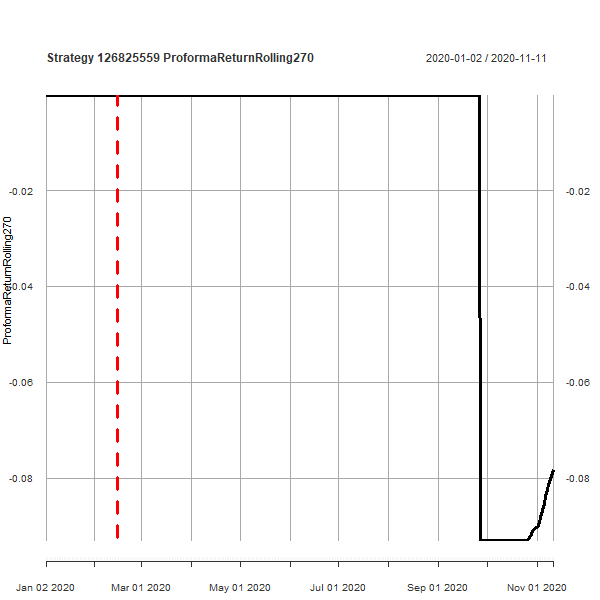 Strategy 126825559 ProformaReturnRolling270
2020-01-02 / 2020-11-11
-0.02
-0.02
-0.04
-0.04
-0.06
-0.06
-0.08
-0.08
ProformaReturnRolling270
Jan 02 2020
Mar 01 2020
May 01 2020
Jul 01 2020
Sep 01 2020
Nov 01 2020